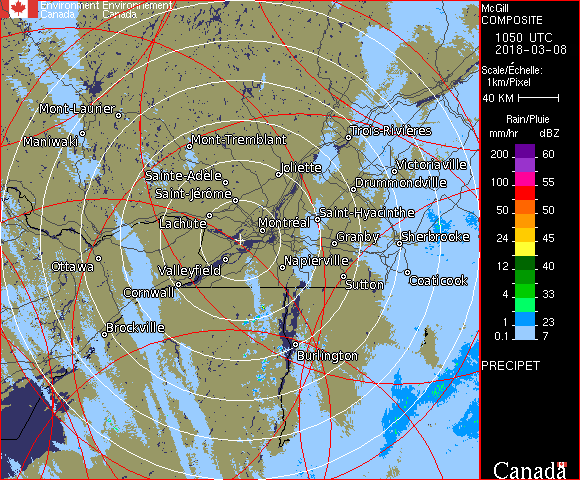 Environment Environnement
Canada Canada
McGill
COMPOSITE
1050 UTC
2018-03-08
Scale/Échelle:
1km/Pixel
40 KM
Rain/Pluie
mm/hr dBZ
200 60
100 55
50 50
24 45
12 40
4 33
1 23
0.1 7
PRECIPET
Canada
Mont-Laurier
Maniwaki
Mont-Tremblant
Trois-Rivières
Sainte-Adèle
Joliette
Victoriaville
Saint-Jérôme
Drummondville
Lachute
Montréal
Saint-Hyacinthe
Granby
Sherbrooke
Ottawa
Valleyfield
Napierville
Cornwall
Sutton
Coaticook
Brockville
Burlington